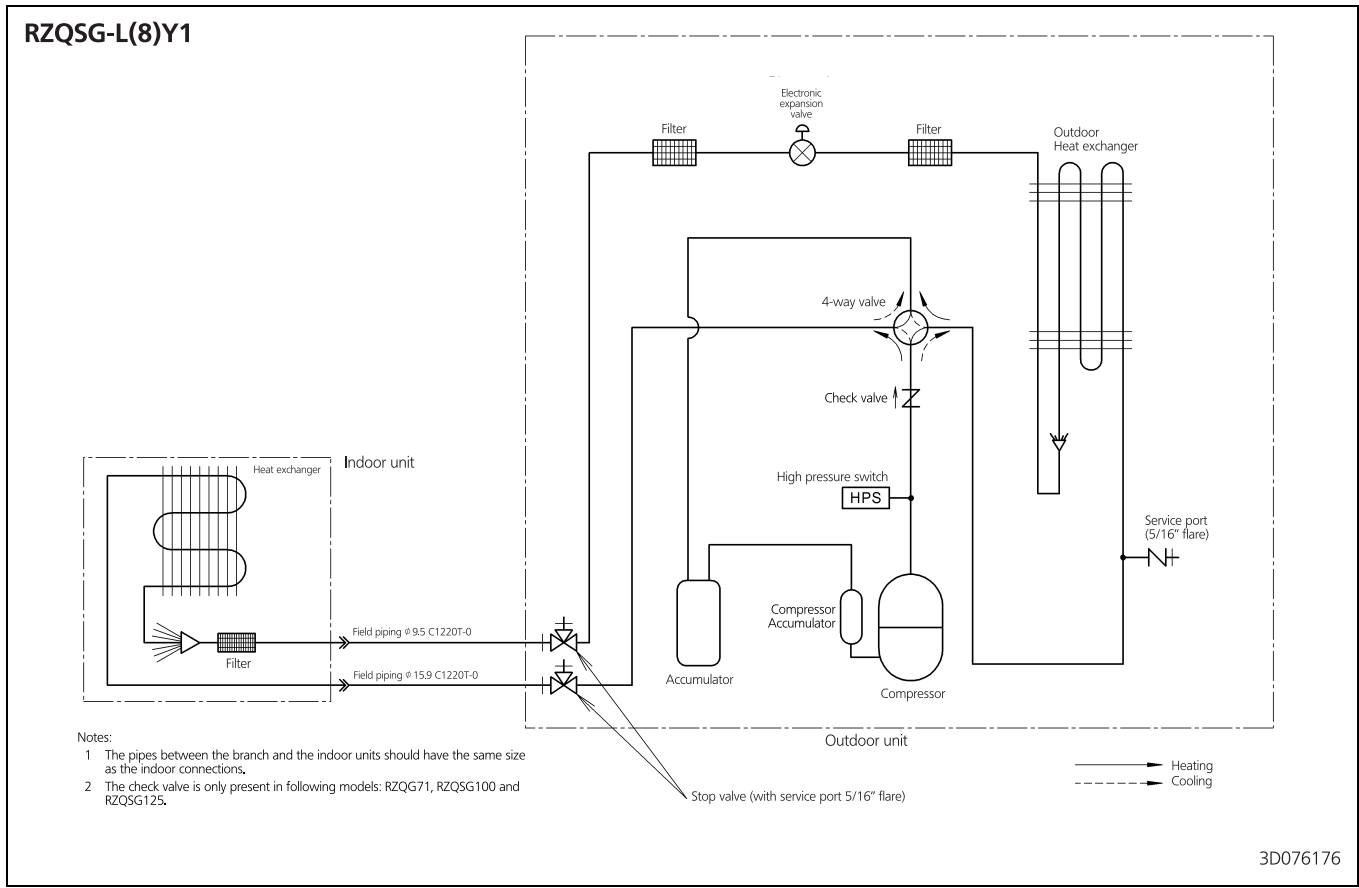 RZQSG-L(8)Y1
Electronic
expansion
valve
Filter
Filter
Outdoor
Heat exchanger
4-way valve
Check valve
High pressure switch
HPS
Service port
(5/16" flare)
Heat exchanger
Indoor unit
Compressor
Accumulator
Field piping ϕ 9.5 C1220T-0
Filter
Field piping ϕ 15.9 C1220T-0
Accumulator
Compressor
Outdoor unit
Notes:
1 The pipes between the branch and the indoor units should have the same size
as the indoor connections.
2 The check valve is only present in following models: RZQG71, RZQSG100 and
RZQSG125.
Stop valve (with service port 5/16" flare)
Heating
Cooling
3D076176